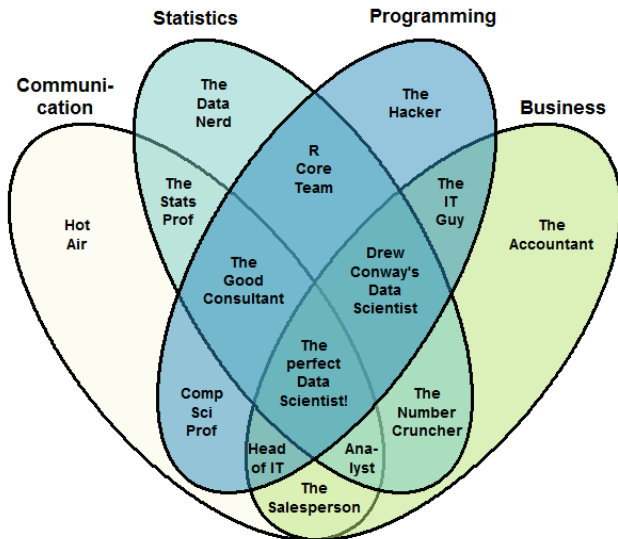 Statistics
Programming
Communi-
cation
Business
The
Data
Nerd
The
Hacker
R
Core
Team
The
Stats
Prof
The
IT
Guy
Hot
Air
The
Accountant
The
Good
Consultant
Drew
Conway's
Data
Scientist
The
perfect
Data
Scientist!
Comp
Sci
Prof
The
Number
Cruncher
Head
of IT
Ana-
lyst
The
Salesperson